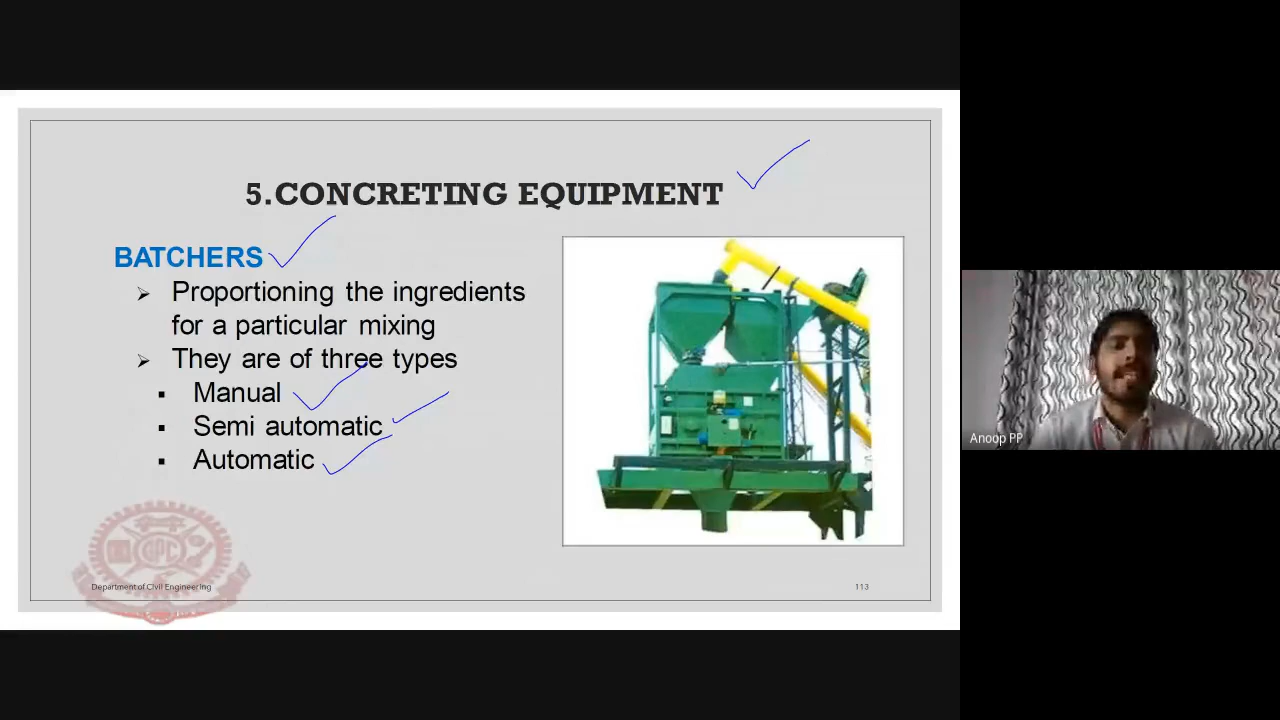 5.CONCRETING EQUIPMENT
BATCHERS
➢ Proportioning the ingredients
for a particular mixing
➢ They are of three types
▪ Manual
▪ Semi automatic
▪ Automatic
GPC
Department of Civil Engineering
113
Anoop PP